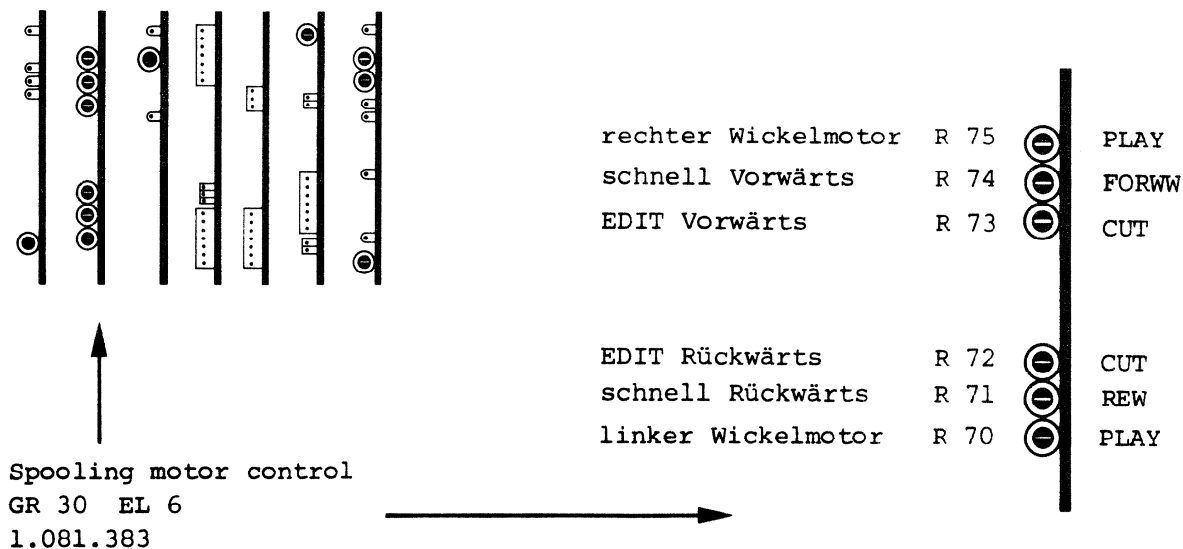 rechter Wickelmotor R 75 PLAY
schnell Vorwärts R 74 FORWW
EDIT Vorwärts R 73 CUT
EDIT Rückwärts R 72 CUT
schnell Rückwärts R 71 REW
linker Wickelmotor R 70 PLAY
Spooling motor control
GR 30 EL 6
1.081.383